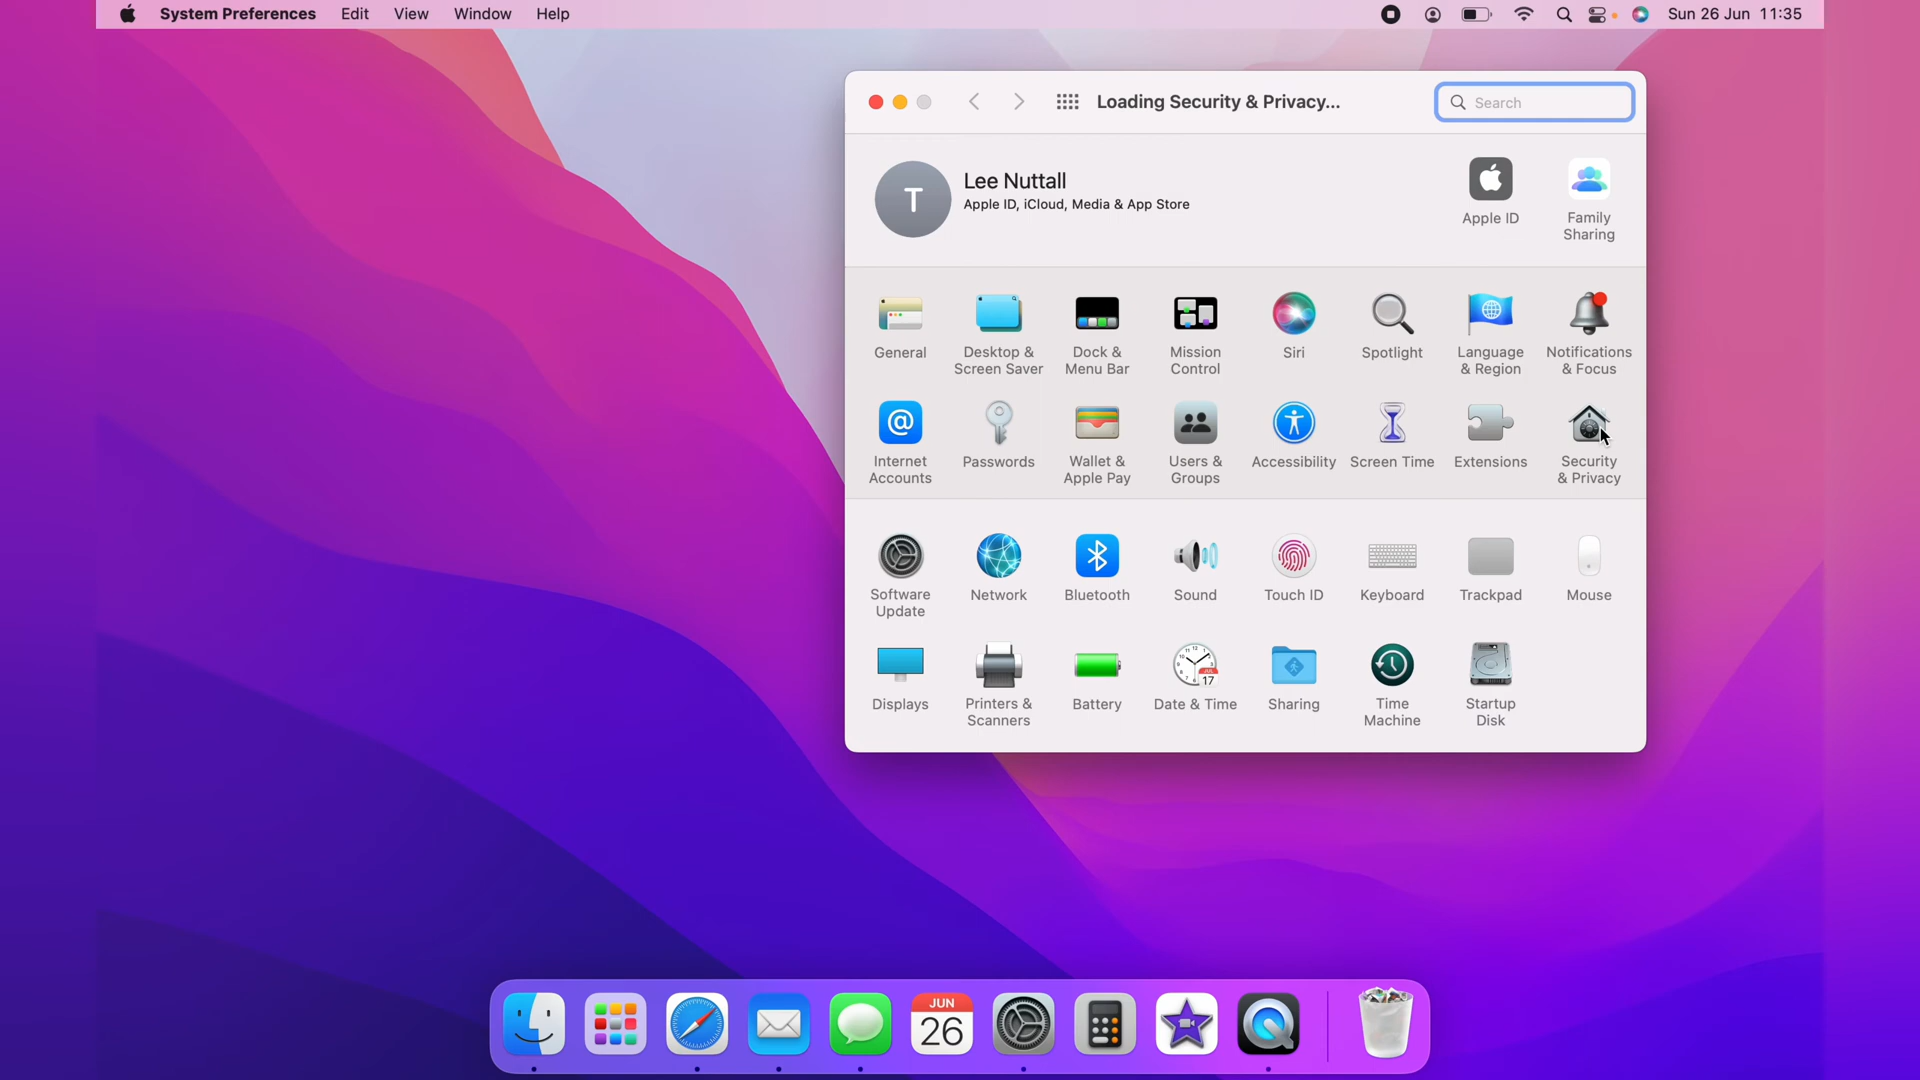 System Preferences Edit View Window Help
Sun 26 Jun 11:35
Loading Security & Privacy...
Search
T
Lee Nuttall
Apple ID, iCloud, Media & App Store
Apple ID
Family
Sharing
General
Desktop &
Screen Saver
Dock &
Menu Bar
Mission
Control
Siri
Spotlight
Language
& Region
Notifications
& Focus
@
Internet
Accounts
Passwords
Wallet &
Apple Pay
Users &
Groups
Accessibility
Screen Time
Extensions
Security
& Privacy
Software
Update
Network
Bluetooth
Sound
Touch ID
Keyboard
Trackpad
Mouse
Displays
Printers &
Scanners
Battery
17
Date & Time
Sharing
Time
Machine
Startup
Disk
JUN
26